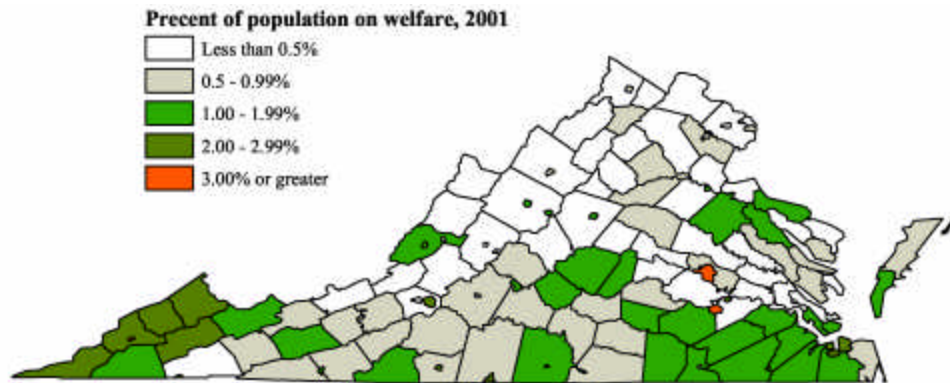 Precent of population on welfare, 2001
Less than 0.5%
0.5 - 0.99%
1.00 - 1.99%
2.00 - 2.99%
3.00% or greater